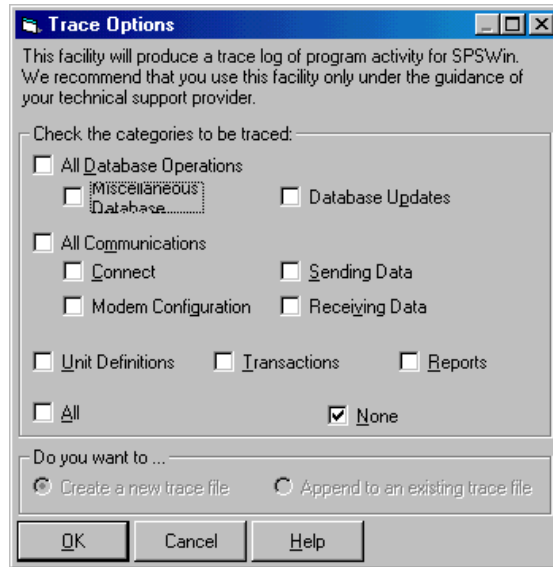 Trace Options
This facility will produce a trace log of program activity for SPSWin.
We recommend that you use this facility only under the guidance of
your technical support provider.
Check the categories to be traced:
All Database Operations
Miscellaneous
Database
Database Updates
All Communications
Connect
Sending Data
Modem Configuration
Receiving Data
Unit Definitions
Transactions
Reports
All
None
Do you want to ...
Create a new trace file
Append to an existing trace file
OK
Cancel
Help